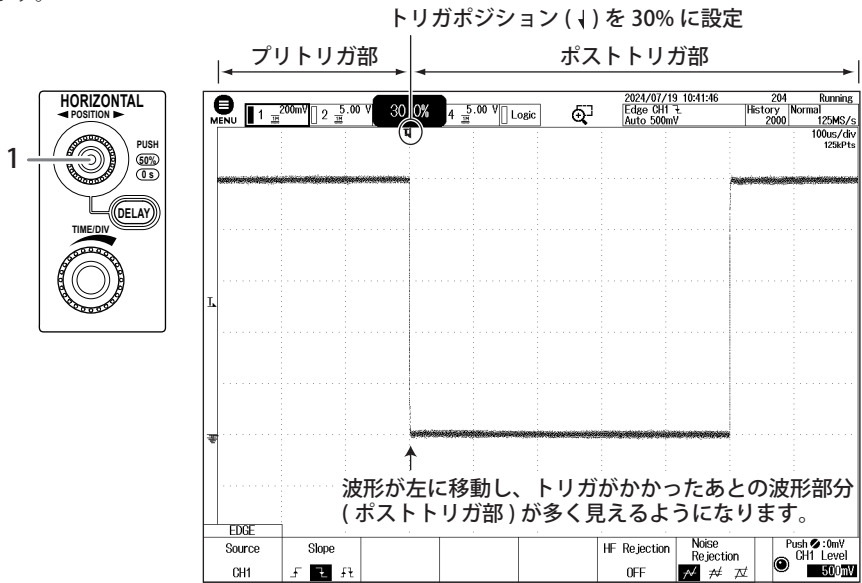 ます。
トリガポジション ( ) を 30% に設定
プリトリガ部
ポストトリガ部
HORIZONTAL
◄ POSITION ►
PUSH
50%
0 s
1
DELAY
TIME/DIV
MENU
1 200mV 2 5.00 V 30.0% 4 5.00 V Logic
2024/07/19 10:41:46
Edge CH1
Auto 500mV
204
History
2000
Running
Normal
125MS/s
100us/div
125kPts
波形が左に移動し、トリガがかかったあとの波形部分
( ポストトリガ部 ) が多く見えるようになります。
EDGE
Source
CH1
Slope
HF Rejection
OFF
Noise
Rejection
Push :0mV
CH1 Level
500mV